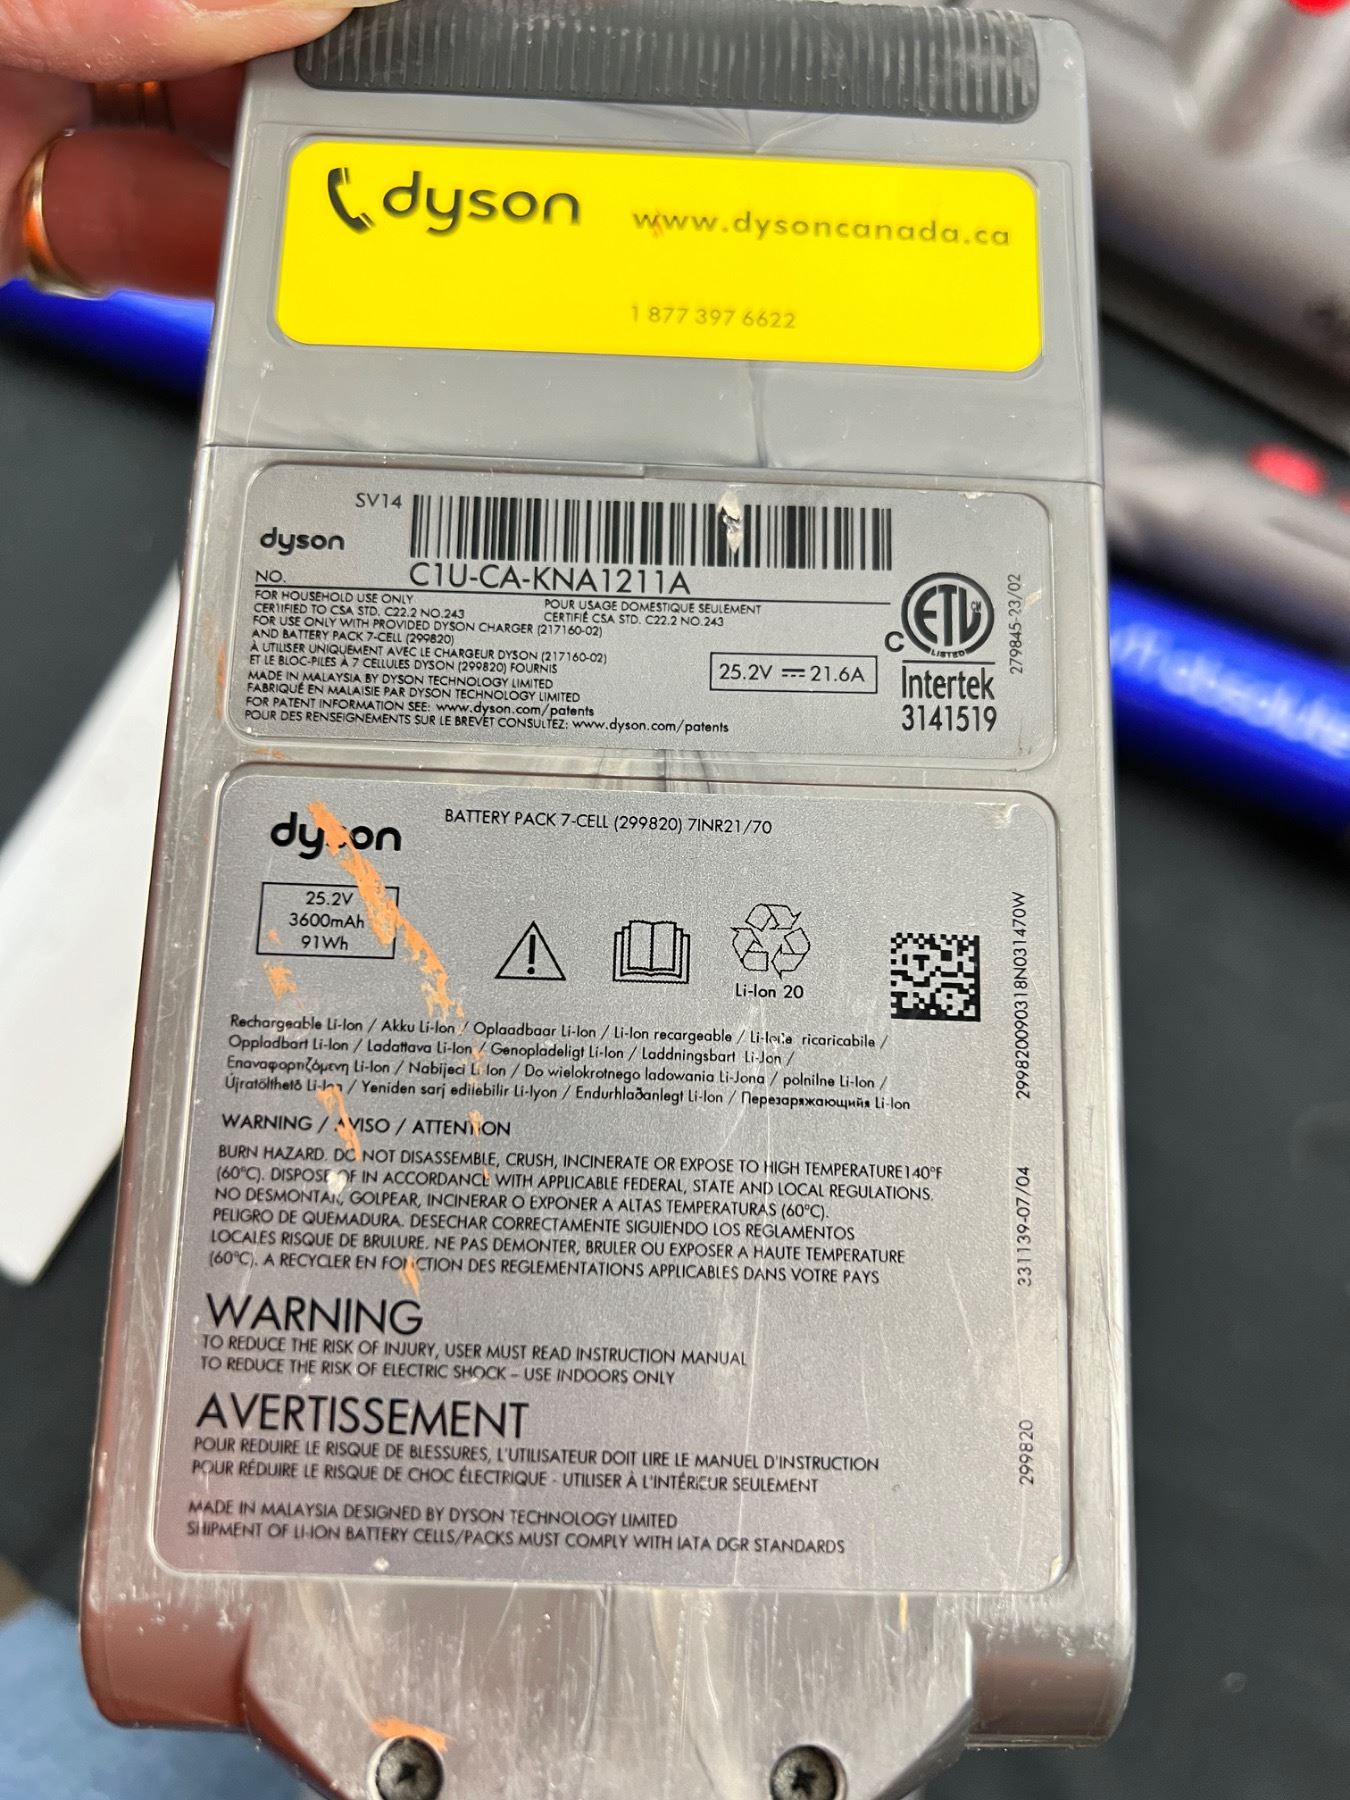 dyson www.dysoncanada.ca
1 877 397 6622
SV14
dyson
NO. C1U-CA-KNA1211A
FOR HOUSEHOLD USE ONLY POUR USAGE DOMESTIQUE SEULEMENT
CERTIFIED TO CSA STD. C22.2 NO.243 CERTIFIÉ CSA STD. C22.2 NO.243
FOR USE ONLY WITH PROVIDED DYSON CHARGER (217160-02)
AND BATTERY PACK 7-CELL (299820)
À UTILISER UNIQUEMENT AVEC LE CHARGEUR DYSON (217160-02)
ET LE BLOC-PILES À 7 CELLULES DYSON (299820) FOURNIS
MADE IN MALAYSIA BY DYSON TECHNOLOGY LIMITED
FABRIQUÉ EN MALAISIE PAR DYSON TECHNOLOGY LIMITED
FOR PATENT INFORMATION SEE: www.dyson.com/patents
POUR DES RENSEIGNEMENTS SUR LE BREVET CONSULTEZ: www.dyson.com/patents
25.2V 21.6A
C ETL CM
LISTED
Intertek
3141519
279845-23/02
dyson
BATTERY PACK 7-CELL (299820) 7INR21/70
25.2V
3600mAh
91Wh
Li-Ion 20
299820090318N031470W
Rechargeable Li-Ion / Akku Li-Ion / Oplaadbaar Li-Ion / Li-Ion recargeable / Li-Ione ricaricabile /
Oppladbart Li-Ion / Ladattava Li-Ion / Genopladeligt Li-Ion / Laddningsbart Li-Jon /
Επαναφορτιζόμενη Li-Ion / Nabíjecí Li-Ion / Do wielokrotnego ladowania Li-Jona / polnilne Li-Ion /
Újratölthető Li-Ion / Yeniden sarj edilebilir Li-Iyon / Endurhlaðanlegt Li-Ion / Перезаряжающийя Li-Ion
WARNING / AVISO / ATTENTION
BURN HAZARD. DO NOT DISASSEMBLE, CRUSH, INCINERATE OR EXPOSE TO HIGH TEMPERATURE140°F
(60°C). DISPOSE OF IN ACCORDANCE WITH APPLICABLE FEDERAL, STATE AND LOCAL REGULATIONS.
NO DESMONTAR, GOLPEAR, INCINERAR O EXPONER A ALTAS TEMPERATURAS (60°C).
PELIGRO DE QUEMADURA. DESECHAR CORRECTAMENTE SIGUIENDO LOS REGLAMENTOS
LOCALES RISQUE DE BRULURE. NE PAS DEMONTER, BRULER OU EXPOSER A HAUTE TEMPERATURE
(60°C). A RECYCLER EN FONCTION DES REGLEMENTATIONS APPLICABLES DANS VOTRE PAYS
331139-07/04
WARNING
TO REDUCE THE RISK OF INJURY, USER MUST READ INSTRUCTION MANUAL
TO REDUCE THE RISK OF ELECTRIC SHOCK – USE INDOORS ONLY
AVERTISSEMENT
POUR REDUIRE LE RISQUE DE BLESSURES, L'UTILISATEUR DOIT LIRE LE MANUEL D'INSTRUCTION
POUR RÉDUIRE LE RISQUE DE CHOC ÉLECTRIQUE - UTILISER À L'INTÉRIEUR SEULEMENT
299820
MADE IN MALAYSIA DESIGNED BY DYSON TECHNOLOGY LIMITED
SHIPMENT OF LI-ION BATTERY CELLS/PACKS MUST COMPLY WITH IATA DGR STANDARDS
absolute